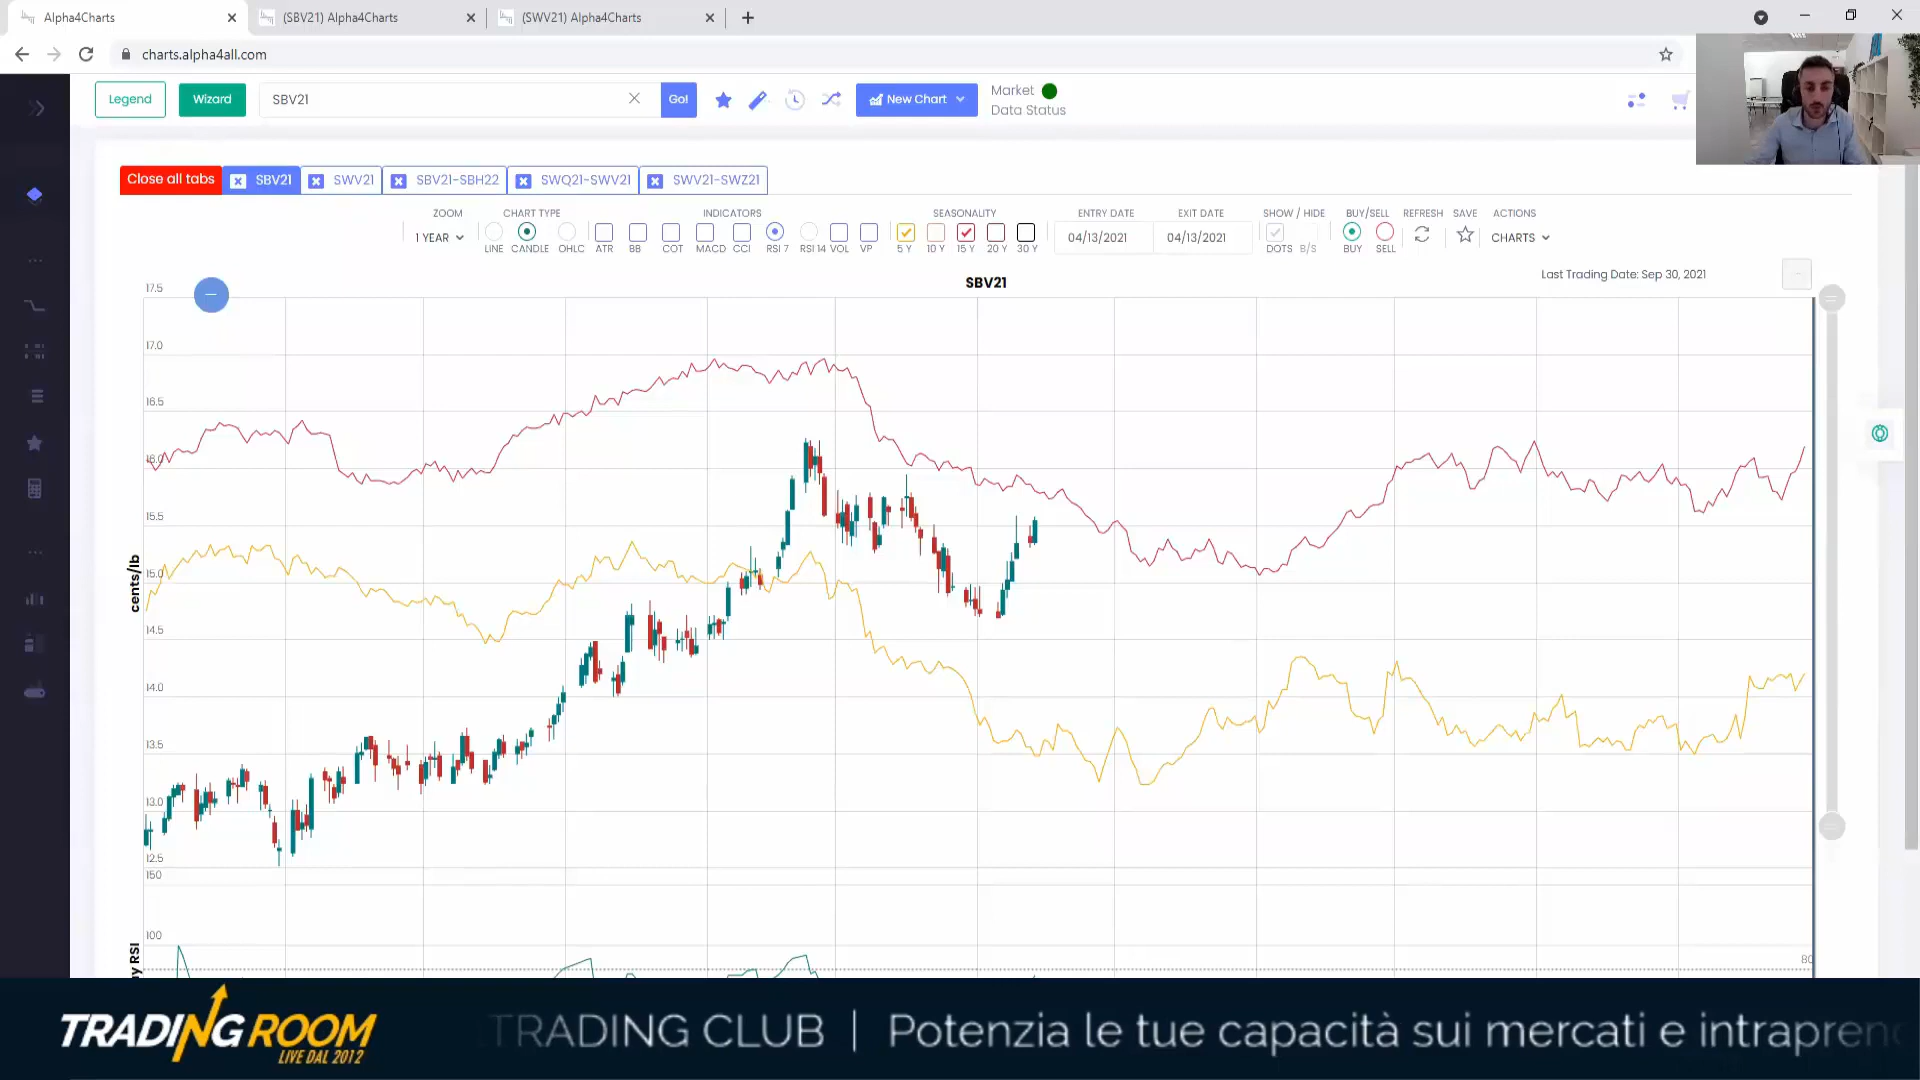 Alpha4Charts
(SBV21) Alpha4Charts
(SWV21) Alpha4Charts
charts.alpha4all.com
Legend
Wizard
SBV21
Go!
New Chart
Market
Data Status
Close all tabs
SBV21
SWV21
SBV21-SBH22
SWQ21-SWV21
SWV21-SWZ21
ZOOM
CHART TYPE
INDICATORS
SEASONALITY
ENTRY DATE
EXIT DATE
SHOW / HIDE
BUY/SELL
REFRESH
SAVE
ACTIONS
1 YEAR
LINE
CANDLE
OHLC
ATR
BB
COT
MACD
CCI
RSI 7
RSI 14
VOL
VP
5 Y
10 Y
15 Y
20 Y
30 Y
04/13/2021
04/13/2021
DOTS
B/S
BUY
SELL
CHARTS
SBV21
Last Trading Date: Sep 30, 2021
17.5
17.0
16.5
16.0
15.5
15.0
14.5
14.0
13.5
13.0
12.5
150
100
80
cents/lb
y RSI
TRADING ROOM
LIVE DAL 2012
TRADING CLUB | Potenzia le tue capacità sui mercati e intrapren